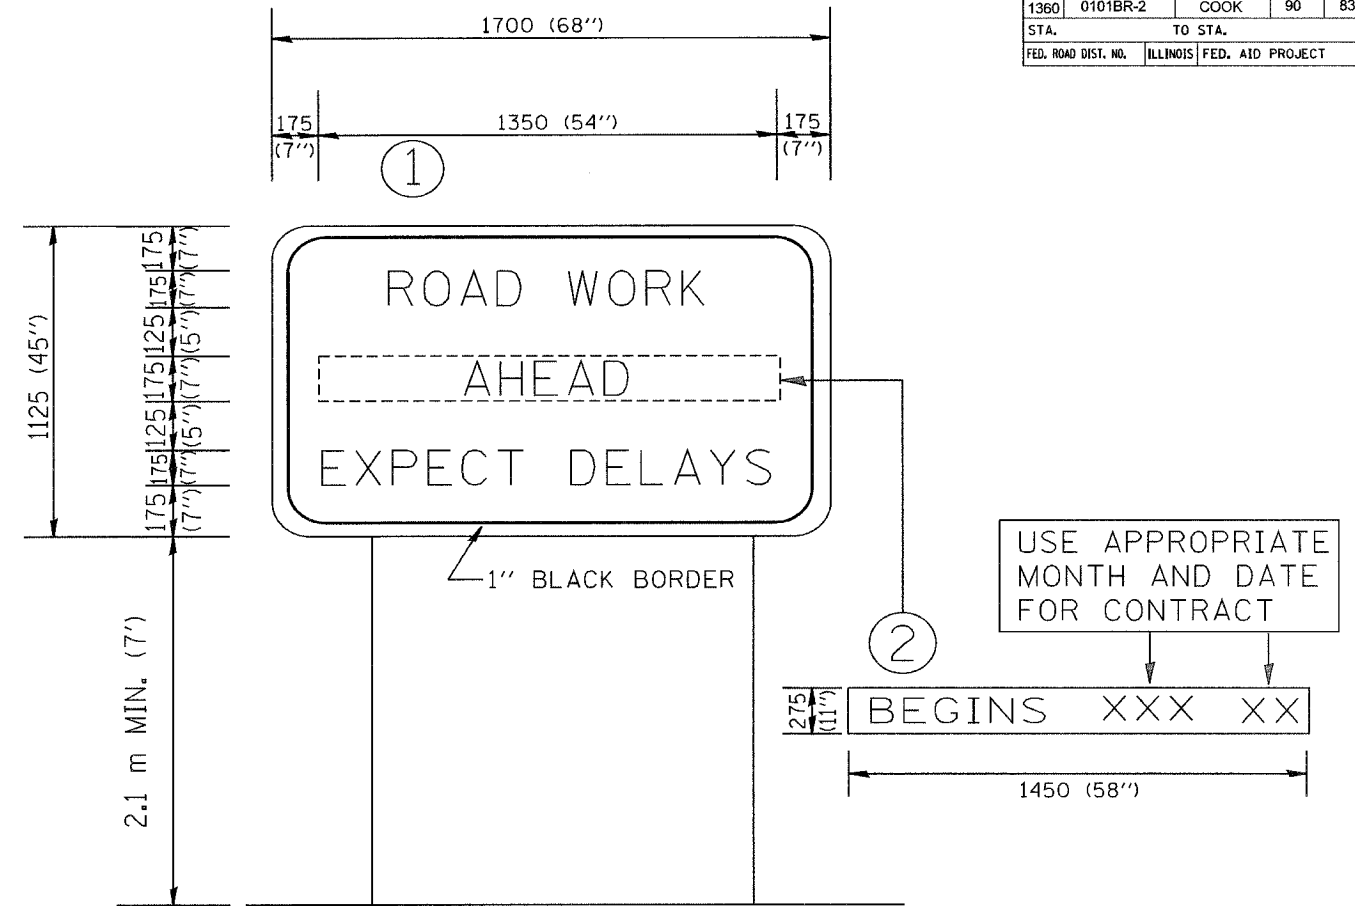 1360 0101BR-2 COOK 90 83
STA. TO STA.
FED. ROAD DIST. NO. ILLINOIS FED. AID PROJECT
1700 (68'')
175 (7'')
1350 (54'')
175 (7'')
1
1125 (45'')
175 (7'')
175 (7'')
125 (5'')
175 (7'')
125 (5'')
175 (7'')
175 (7'')
ROAD WORK
AHEAD
EXPECT DELAYS
1'' BLACK BORDER
2.1 m MIN. (7')
USE APPROPRIATE
MONTH AND DATE
FOR CONTRACT
2
275 (11'')
BEGINS XXX XX
1450 (58'')